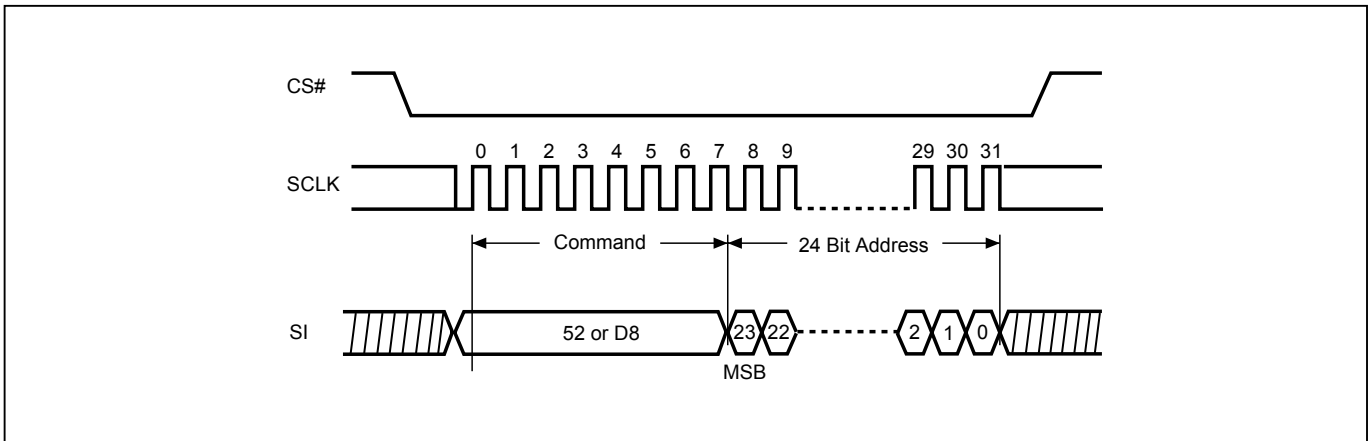 CS#
0 1 2 3 4 5 6 7 8 9 29 30 31
SCLK
Command 24 Bit Address
SI 52 or D8 23 22 2 1 0
MSB